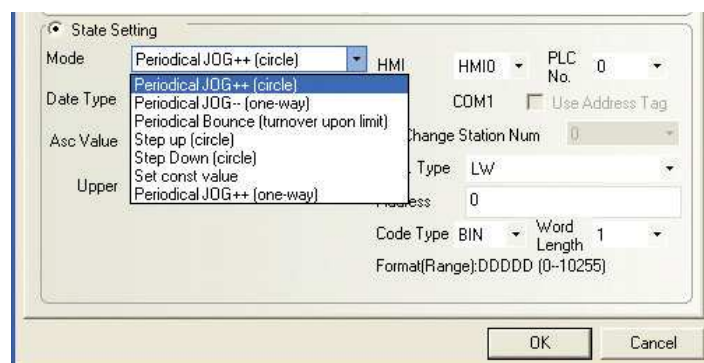 State Setting
Mode Periodical JOG++ (circle) HMI HMI0 PLC No. 0
Periodical JOG++ (circle)
Periodical JOG-- (one-way)
Periodical Bounce (turnover upon limit)
Step up (circle)
Step Down (circle)
Set const value
Periodical JOG++ (one-way)
Date Type COM1 Use Address Tag
Asc Value Change Station Num 0
Type LW
Upper
0
Code Type BIN Word Length 1
Format(Range):DDDDD (0--10255)
OK Cancel